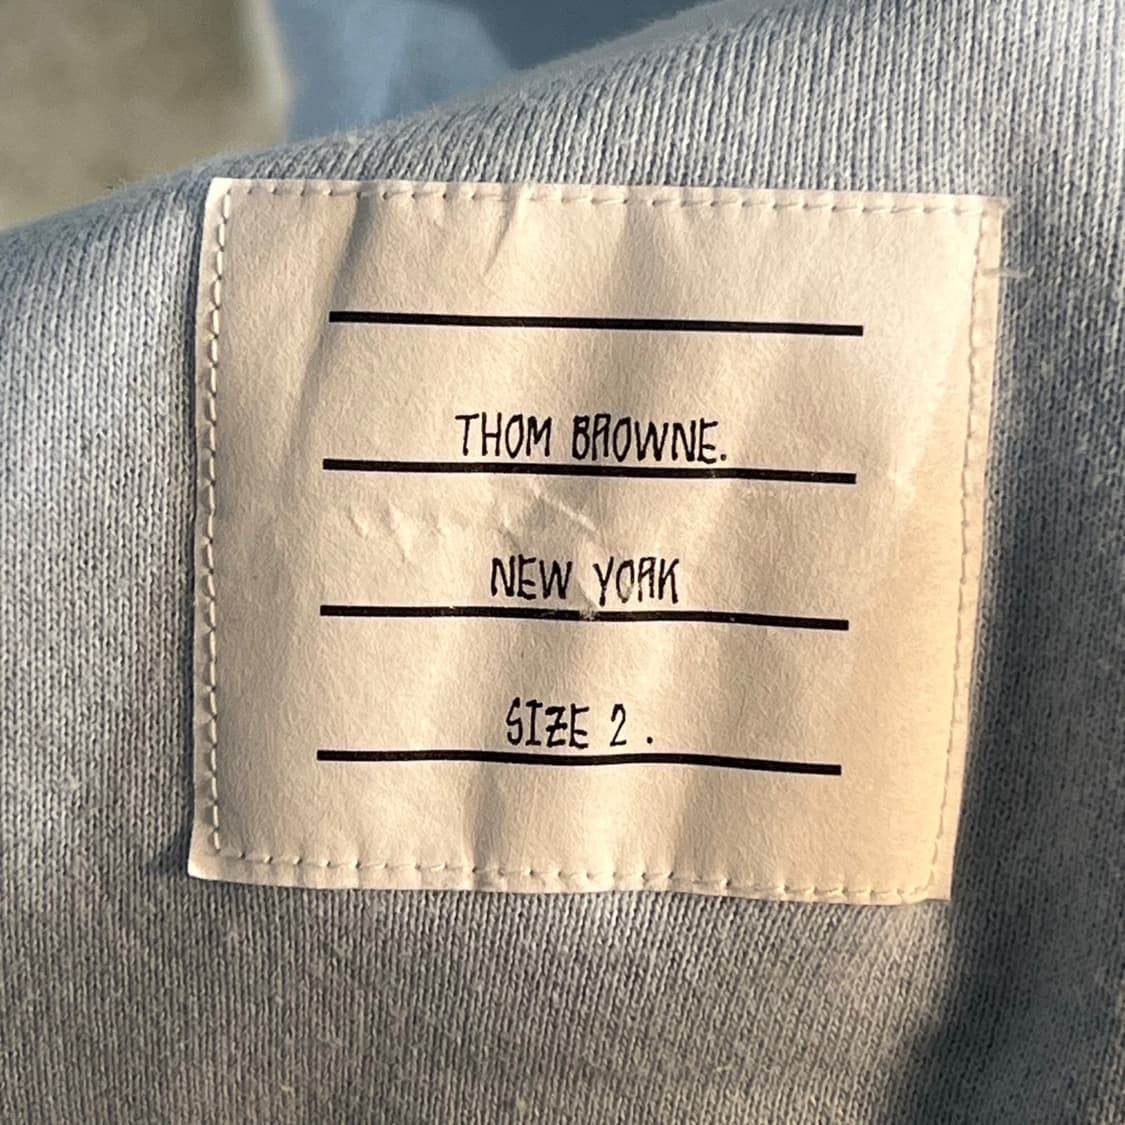 THOM BROWNE.
NEW YORK
SIZE 2.